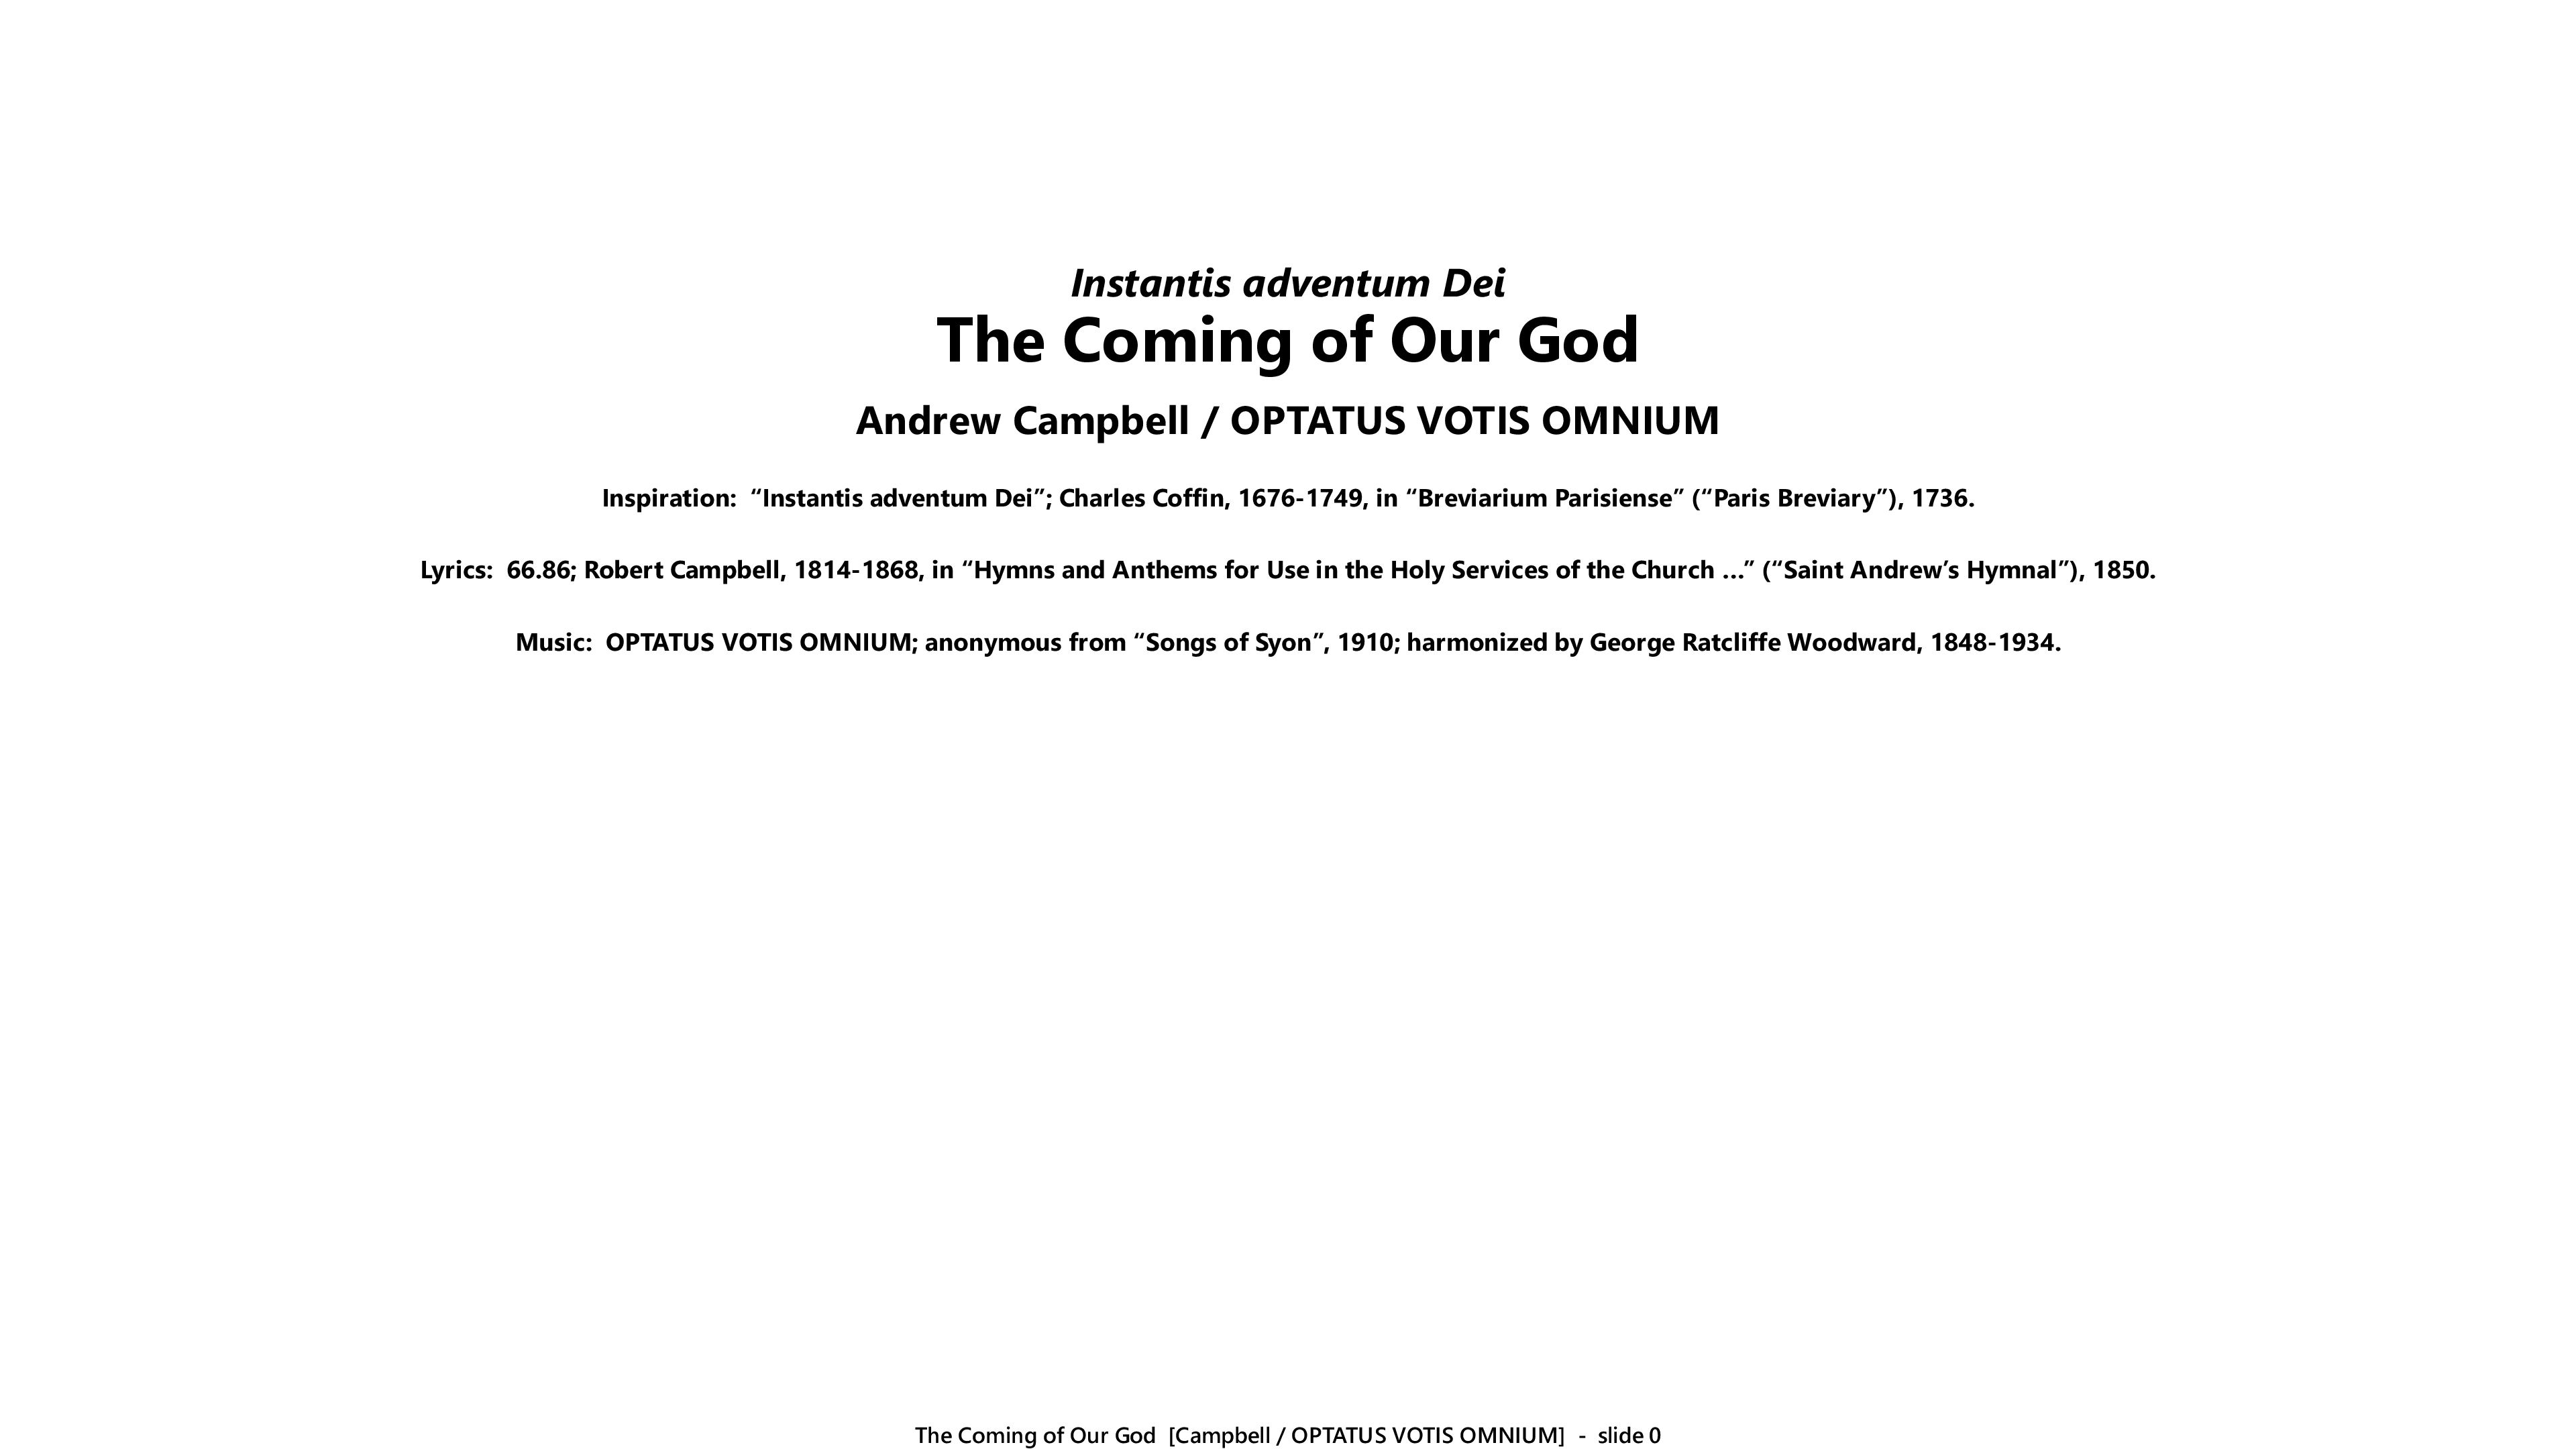 Instantis adventum Dei
The Coming of Our God
Andrew Campbell / OPTATUS VOTIS OMNIUM
Inspiration:  “Instantis adventum Dei”; Charles Coffin, 1676-1749, in “Breviarium Parisiense” (“Paris Breviary”), 1736.
Lyrics:  66.86; Robert Campbell, 1814-1868, in “Hymns and Anthems for Use in the Holy Services of the Church …” (“Saint Andrew’s Hymnal”), 1850.
Music:  OPTATUS VOTIS OMNIUM; anonymous from “Songs of Syon”, 1910; harmonized by George Ratcliffe Woodward, 1848-1934.
The Coming of Our God  [Campbell / OPTATUS VOTIS OMNIUM]  -  slide 0